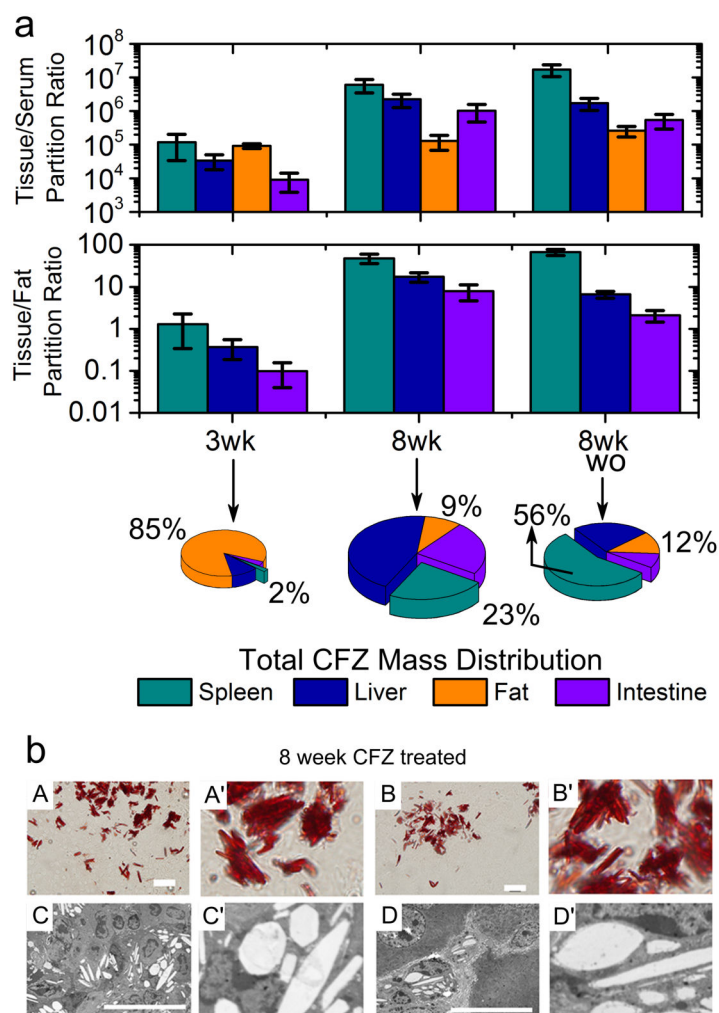 a
Tissue/Serum
Partition Ratio
10⁸
10⁷
10⁶
10⁵
10⁴
10³
Tissue/Fat
Partition Ratio
100
10
1
0.1
0.01
3wk 8wk 8wk
wo
85% 2% 9% 23% 56% 12%
Total CFZ Mass Distribution
Spleen Liver Fat Intestine
b
8 week CFZ treated
A A' B B'
C C' D D'